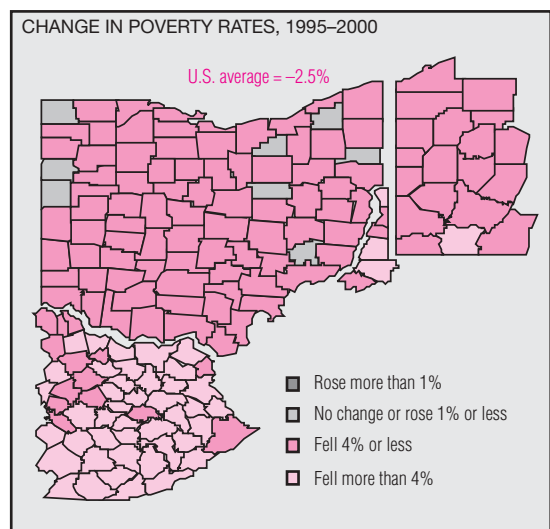 CHANGE IN POVERTY RATES, 1995–2000
U.S. average = –2.5%
Rose more than 1%
No change or rose 1% or less
Fell 4% or less
Fell more than 4%